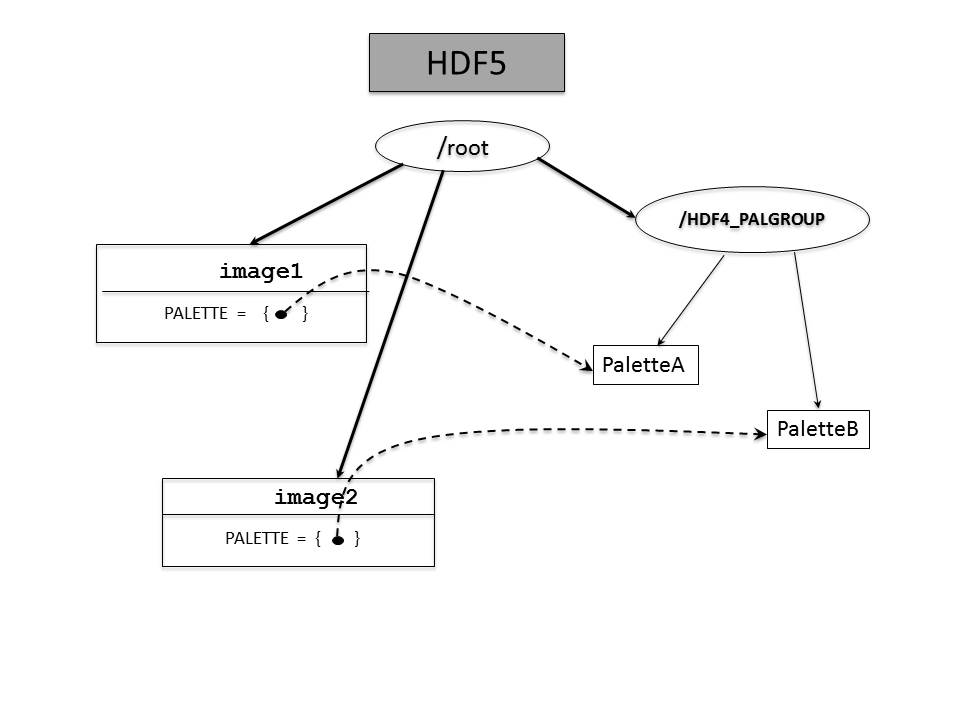 HDF5
/root
/HDF4_PALGROUP
image1
PALETTE = { }
PaletteA
PaletteB
image2
PALETTE = { }